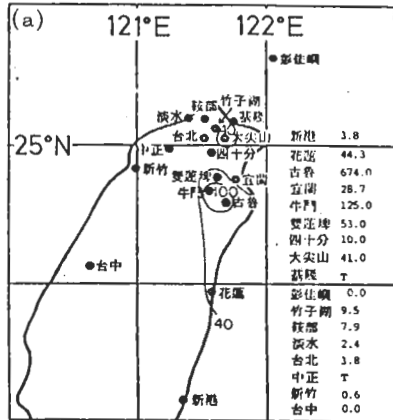 (a)
121°E
122°E
彭佳嶼
鞍部
竹子湖
淡水
基隆
10
台北
大尖山
25°N
中正
四十分
新竹
雙連埤
宜蘭
牛鬥
100
古魯
台中
花蓮
40
新港
新港 3.8
花蓮 44.3
古魯 674.0
宜蘭 28.7
牛鬥 125.0
雙連埤 53.0
四十分 10.0
大尖山 41.0
基隆 T
彭佳嶼 0.0
竹子湖 9.5
鞍部 7.9
淡水 2.4
台北 3.8
中正 T
新竹 0.6
台中 0.0